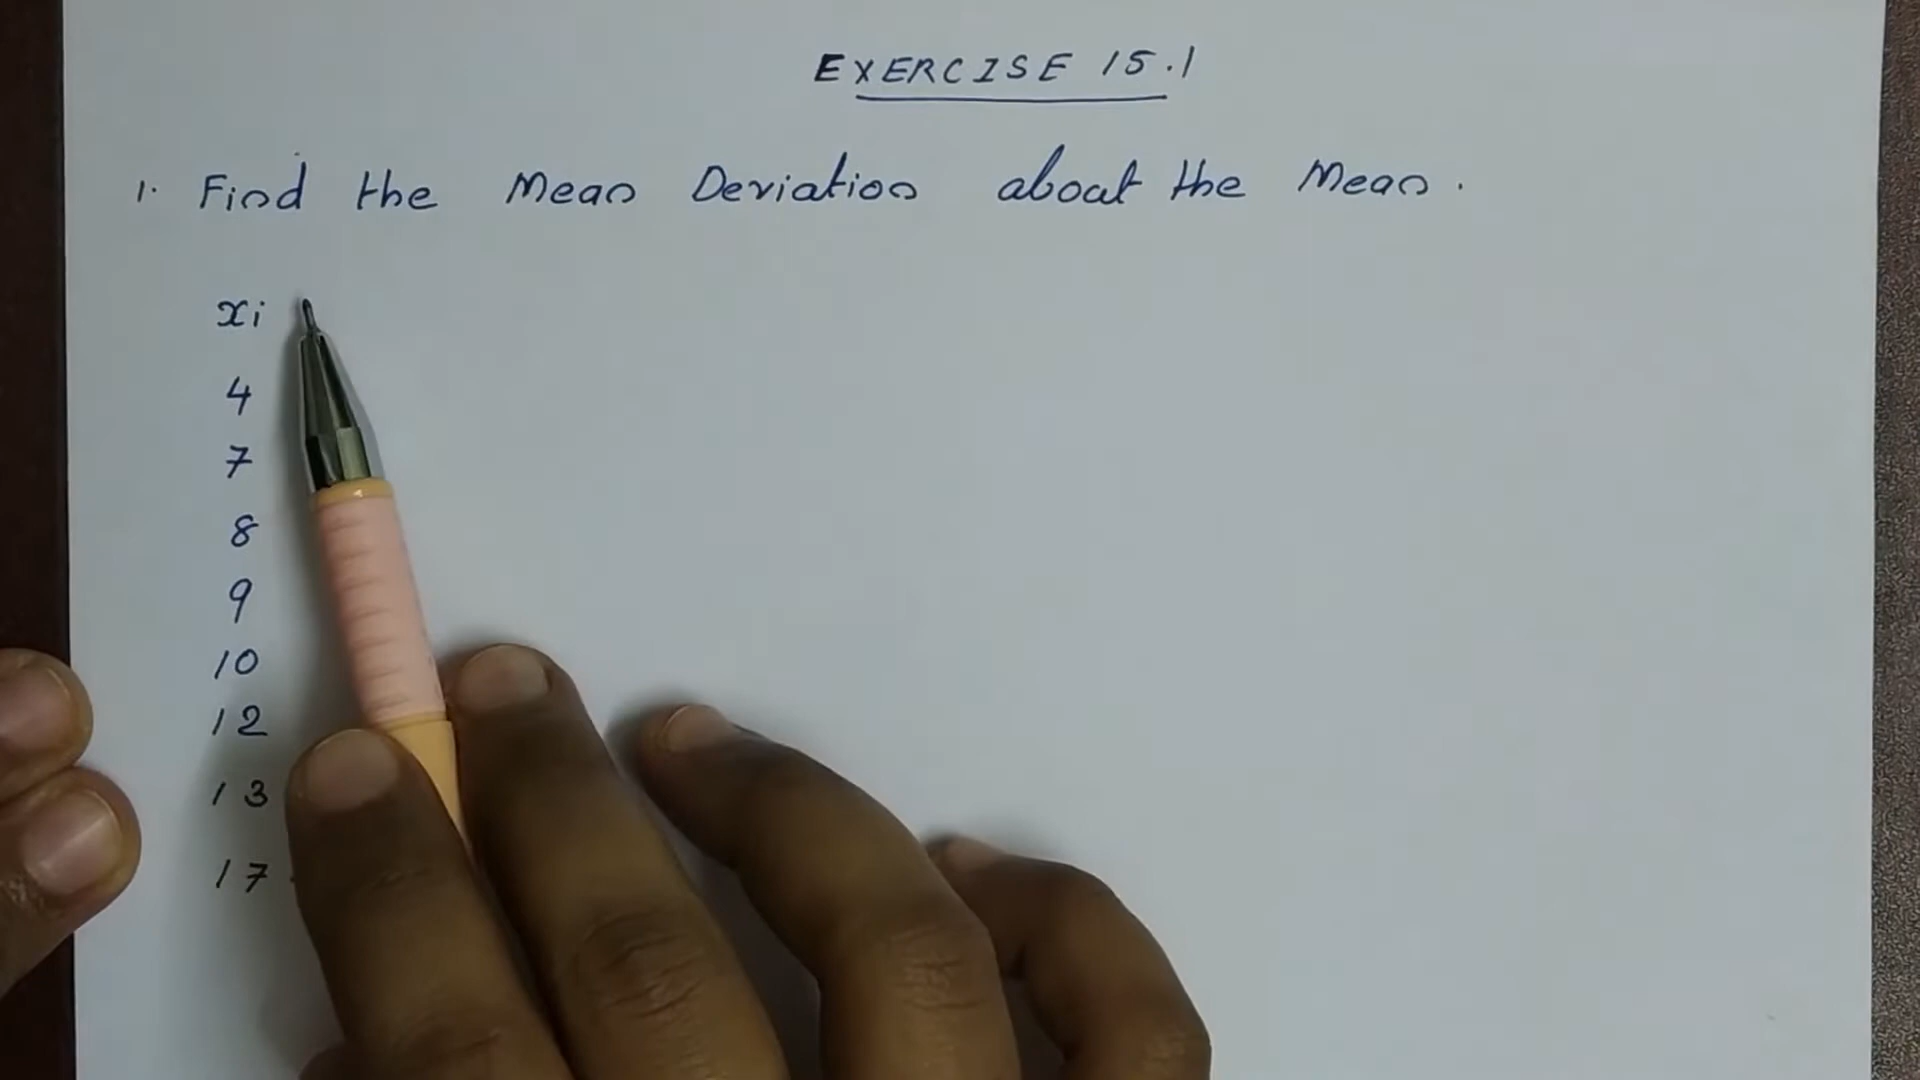 EXERCISE 15.1
1. Find the Mean Deviation about the Mean.
xi
4
7
8
9
10
12
13
17